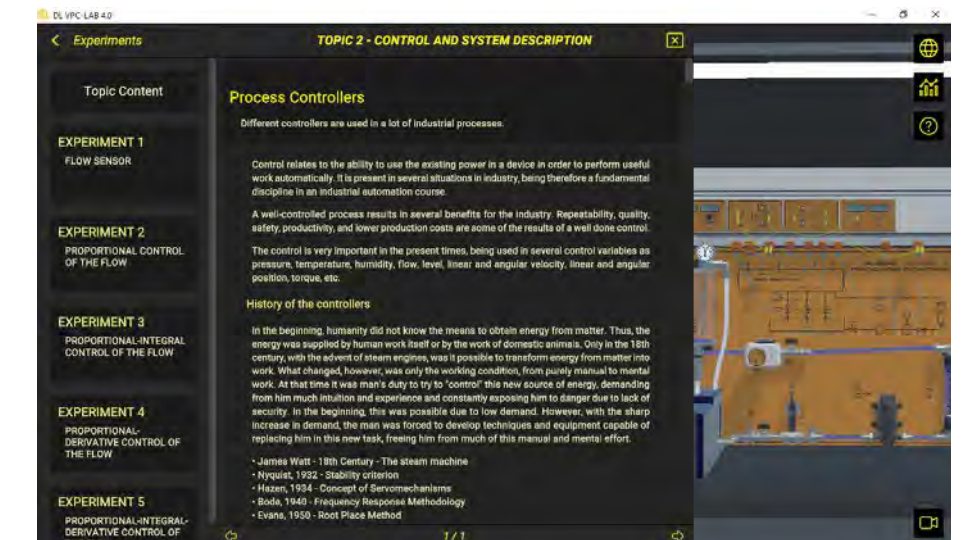 DL VPC-LAB 4.0
Experiments
TOPIC 2 - CONTROL AND SYSTEM DESCRIPTION
Topic Content
EXPERIMENT 1
FLOW SENSOR
EXPERIMENT 2
PROPORTIONAL CONTROL
OF THE FLOW
EXPERIMENT 3
PROPORTIONAL-INTEGRAL
CONTROL OF THE FLOW
EXPERIMENT 4
PROPORTIONAL-
DERIVATIVE CONTROL OF
THE FLOW
EXPERIMENT 5
PROPORTIONAL-INTEGRAL-
DERIVATIVE CONTROL OF
Process Controllers
Different controllers are used in a lot of industrial processes.
Control relates to the ability to use the existing power in a device in order to perform useful
work automatically. It is present in several situations in industry, being therefore a fundamental
discipline in an industrial automation course.
A well-controlled process results in several benefits for the industry. Repeatability, quality,
safety, productivity, and lower production costs are some of the results of a well done control.
The control is very important in the present times, being used in several control variables as
pressure, temperature, humidity, flow, level, linear and angular velocity, linear and angular
position, torque, etc.
History of the controllers
In the beginning, humanity did not know the means to obtain energy from matter. Thus, the
energy was supplied by human work itself or by the work of domestic animals. Only in the 18th
century, with the advent of steam engines, was it possible to transform energy from matter into
work. What changed, however, was only the working condition, from purely manual to mental
work. At that time it was man's duty to try to "control" this new source of energy, demanding
from him much intuition and experience and constantly exposing him to danger due to lack of
security. In the beginning, this was possible due to low demand. However, with the sharp
increase in demand, the man was forced to develop techniques and equipment capable of
replacing him in this new task, freeing him from much of this manual and mental effort.
• James Watt - 18th Century - The steam machine
• Nyquist, 1932 - Stability criterion
• Hazen, 1934 - Concept of Servomechanisms
• Bode, 1940 - Frequency Response Methodology
• Evans, 1950 - Root Place Method
1/1